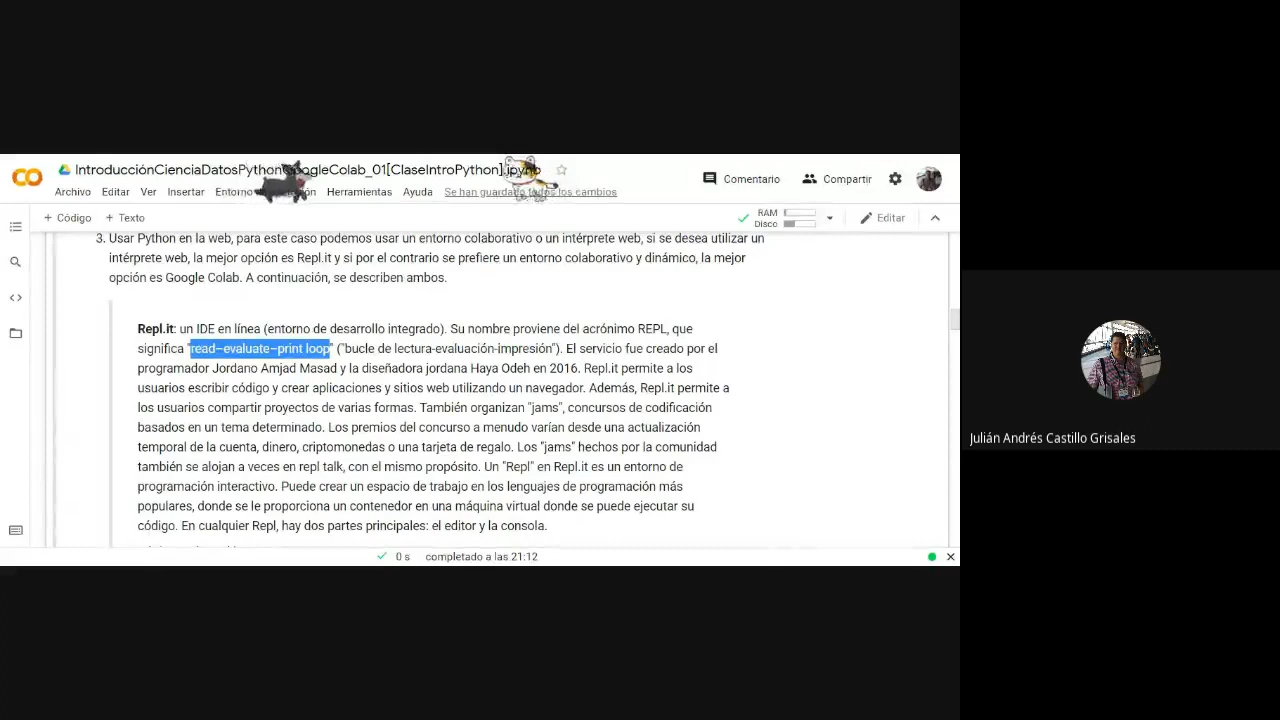 IntroducciónCienciaDatosPythonGoogleColab_01[ClaseIntroPython].ipynb
Archivo Editar Ver Insertar Entorno de ejecución Herramientas Ayuda Se han guardado todos los cambios
Comentario Compartir
+ Código + Texto
RAM
Disco
Editar
3. Usar Python en la web, para este caso podemos usar un entorno colaborativo o un intérprete web, si se desea utilizar un
intérprete web, la mejor opción es Repl.it y si por el contrario se prefiere un entorno colaborativo y dinámico, la mejor
opción es Google Colab. A continuación, se describen ambos.
Repl.it: un IDE en línea (entorno de desarrollo integrado). Su nombre proviene del acrónimo REPL, que
significa "read–evaluate–print loop" ("bucle de lectura-evaluación-impresión"). El servicio fue creado por el
programador Jordano Amjad Masad y la diseñadora jordana Haya Odeh en 2016. Repl.it permite a los
usuarios escribir código y crear aplicaciones y sitios web utilizando un navegador. Además, Repl.it permite a
los usuarios compartir proyectos de varias formas. También organizan "jams", concursos de codificación
basados en un tema determinado. Los premios del concurso a menudo varían desde una actualización
temporal de la cuenta, dinero, criptomonedas o una tarjeta de regalo. Los "jams" hechos por la comunidad
también se alojan a veces en repl talk, con el mismo propósito. Un "Repl" en Repl.it es un entorno de
programación interactivo. Puede crear un espacio de trabajo en los lenguajes de programación más
populares, donde se le proporciona un contenedor en una máquina virtual donde se puede ejecutar su
código. En cualquier Repl, hay dos partes principales: el editor y la consola.
0 s completado a las 21:12
Julián Andrés Castillo Grisales